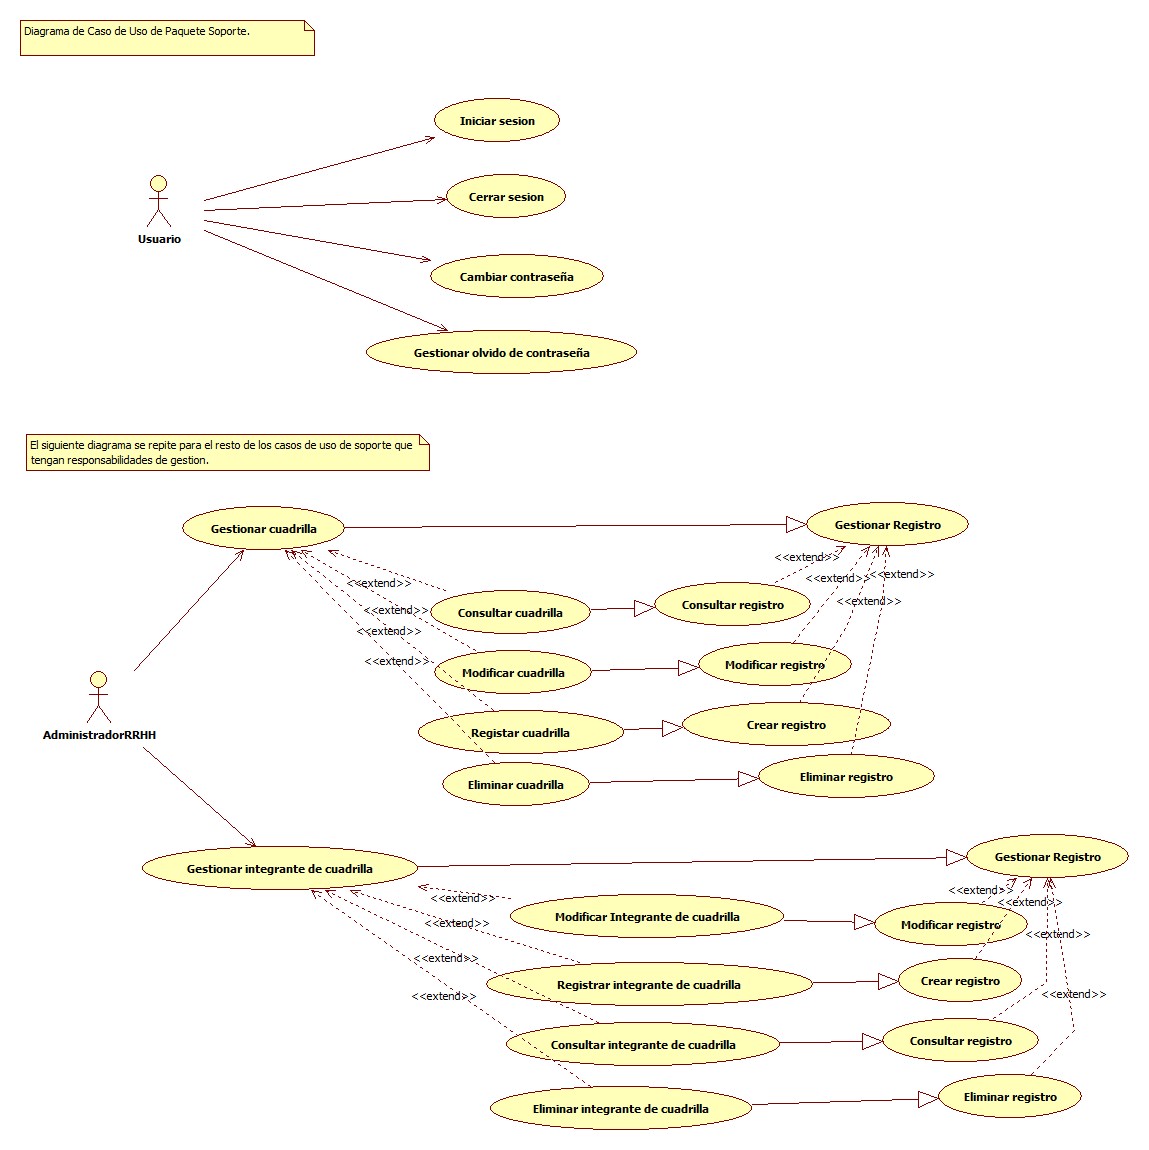 Diagrama de Caso de Uso de Paquete Soporte.
Iniciar sesion
Cerrar sesion
Usuario
Cambiar contraseña
Gestionar olvido de contraseña
El siguiente diagrama se repite para el resto de los casos de uso de soporte que
tengan responsabilidades de gestion.
Gestionar cuadrilla
Gestionar Registro
<<extend>>
<<extend>>
<<extend>>
<<extend>>
Consultar cuadrilla
Consultar registro
<<extend>>
<<extend>>
<<extend>>
<<extend>>
Modificar cuadrilla
Modificar registro
Registar cuadrilla
Crear registro
AdministradorRRHH
Eliminar cuadrilla
Eliminar registro
Gestionar integrante de cuadrilla
Gestionar Registro
<<extend>>
<<extend>>
<<extend>>
Modificar Integrante de cuadrilla
Modificar registro
<<extend>>
<<extend>>
<<extend>>
Registrar integrante de cuadrilla
Crear registro
<<extend>>
<<extend>>
Consultar integrante de cuadrilla
Consultar registro
Eliminar integrante de cuadrilla
Eliminar registro